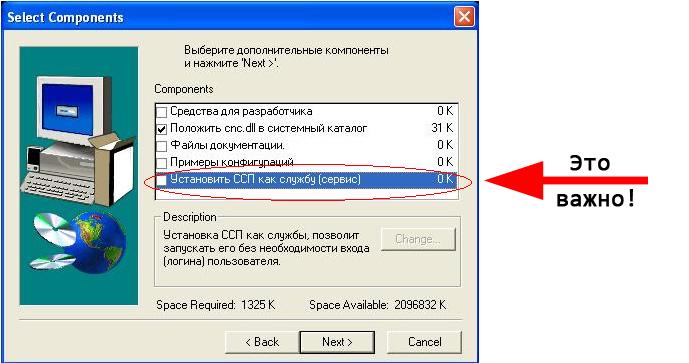 Select Components
Выберите дополнительные компоненты
и нажмите 'Next >'.
Components
Средства для разработчика 0 K
Положить cnc.dll в системный каталог 31 K
Файлы документации. 0 K
Примеры конфигураций 0 K
Установить ССП как службу (сервис) 0 K
Description
Установка ССП как службы, позволит
запускать его без необходимости входа
(логина) пользователя.
Change...
Space Required: 1325 K Space Available: 2096832 K
< Back Next > Cancel
Это
важно!